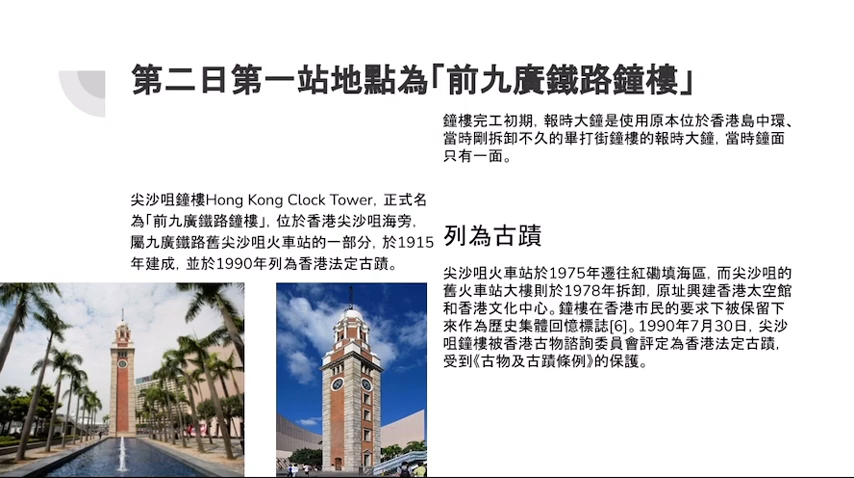 第二日第一站地點為「前九廣鐵路鐘樓」
尖沙咀鐘樓Hong Kong Clock Tower，正式名
為「前九廣鐵路鐘樓」，位於香港尖沙咀海旁，
屬九廣鐵路舊尖沙咀火車站的一部分，於1915
年建成，並於1990年列為香港法定古蹟。
鐘樓完工初期，報時大鐘是使用原本位於香港島中環、
當時剛拆卸不久的畢打街鐘樓的報時大鐘，當時鐘面
只有一面。
列為古蹟
尖沙咀火車站於1975年遷往紅磡填海區，而尖沙咀的
舊火車站大樓則於1978年拆卸，原址興建香港太空館
和香港文化中心。鐘樓在香港市民的要求下被保留下
來作為歷史集體回憶標誌[6]。1990年7月30日，尖沙
咀鐘樓被香港古物諮詢委員會評定為香港法定古蹟，
受到《古物及古蹟條例》的保護。